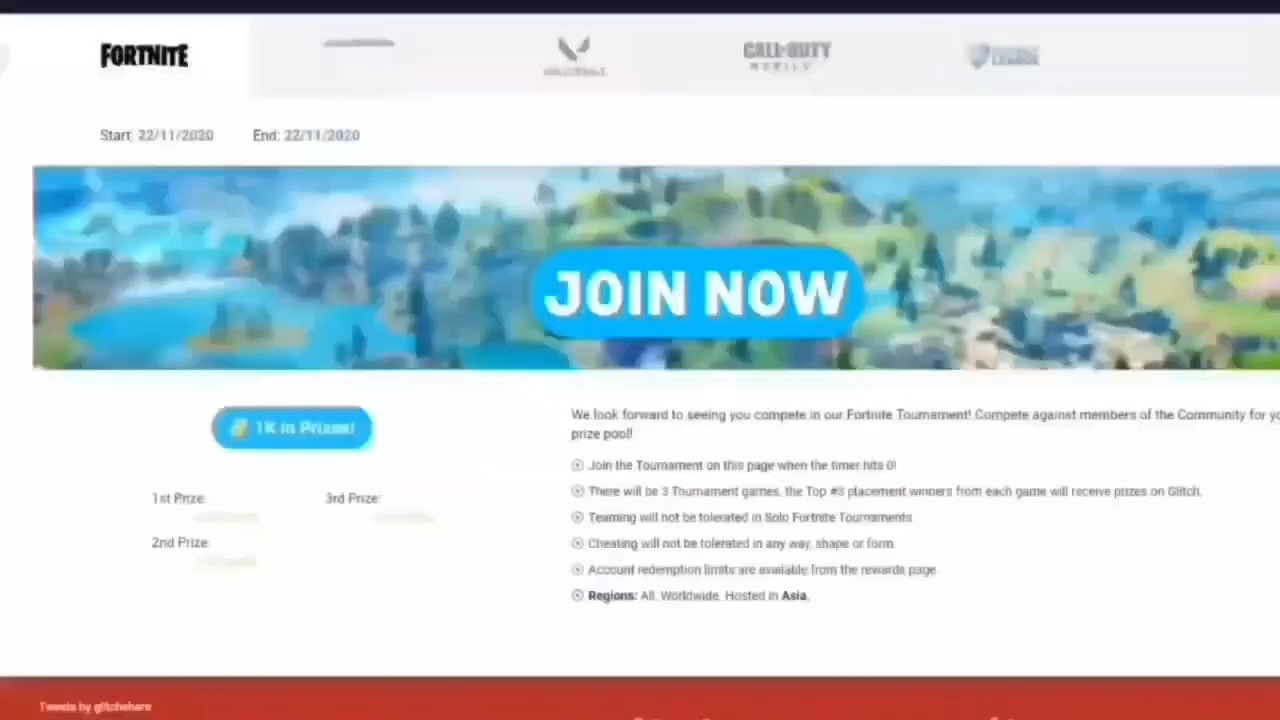 FORTNITE
CALL OF DUTY
MOBILE
Start: 22/11/2020 End: 22/11/2020
JOIN NOW
1K in Prizes!
We look forward to seeing you compete in our Fortnite Tournament! Compete against members of the Community for
prize pool!
Join the Tournament on this page when the timer hits 0!
1st Prize: 3rd Prize:
There will be 3 Tournament games, the Top #3 placement winners from each game will receive prizes on Glitch.
Teaming will not be tolerated in Solo Fortnite Tournaments
2nd Prize:
Cheating will not be tolerated in any way, shape or form.
Account redemption limits are available from the rewards page
Regions: All, Worldwide. Hosted in Asia.
Tweets by glitchshare